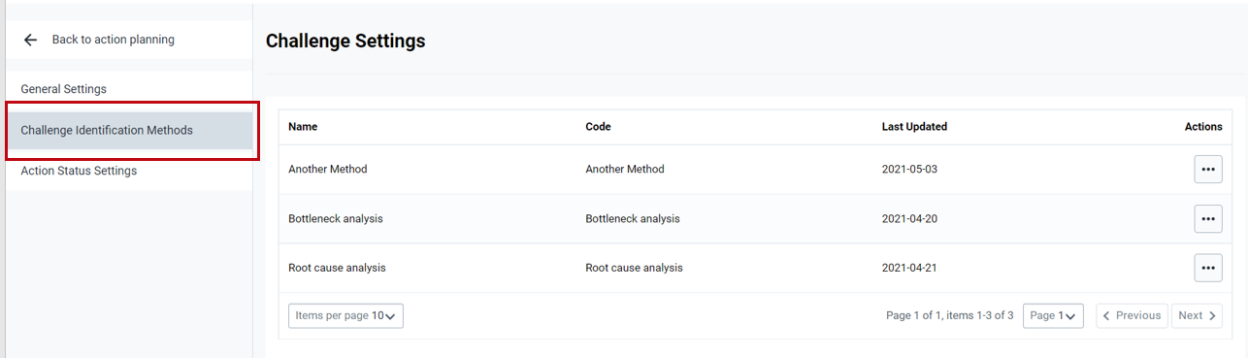 Back to action planning
Challenge Settings
General Settings
Challenge Identification Methods
Action Status Settings
Name Code Last Updated Actions
Another Method Another Method 2021-05-03
Bottleneck analysis Bottleneck analysis 2021-04-20
Root cause analysis Root cause analysis 2021-04-21
Items per page 10 Page 1 of 1, items 1-3 of 3 Page 1 Previous Next